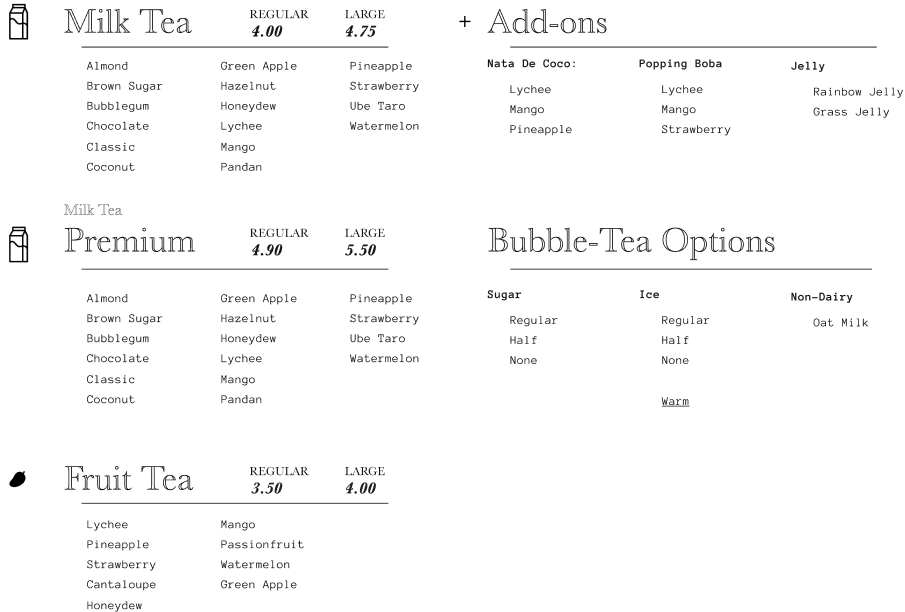 Milk Tea
REGULAR LARGE
4.00 4.75
Almond Green Apple Pineapple
Brown Sugar Hazelnut Strawberry
Bubblegum Honeydew Ube Taro
Chocolate Lychee Watermelon
Classic Mango
Coconut Pandan
+ Add-ons
Nata De Coco: Popping Boba Jelly
Lychee Lychee Rainbow Jelly
Mango Mango Grass Jelly
Pineapple Strawberry
Milk Tea
Premium
REGULAR LARGE
4.90 5.50
Almond Green Apple Pineapple
Brown Sugar Hazelnut Strawberry
Bubblegum Honeydew Ube Taro
Chocolate Lychee Watermelon
Classic Mango
Coconut Pandan
Bubble-Tea Options
Sugar Ice Non-Dairy
Regular Regular Oat Milk
Half Half
None None
Warm
Fruit Tea
REGULAR LARGE
3.50 4.00
Lychee Mango
Pineapple Passionfruit
Strawberry Watermelon
Cantaloupe Green Apple
Honeydew